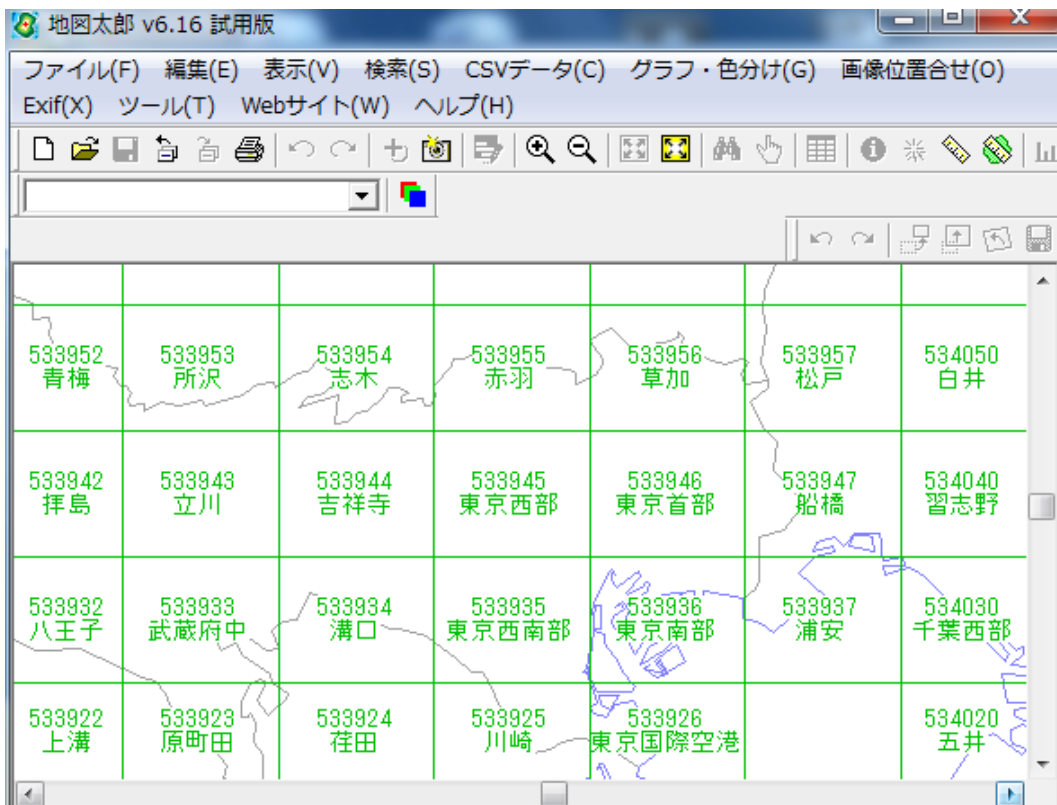 地図太郎 v6.16 試用版
ファイル(F) 編集(E) 表示(V) 検索(S) CSVデータ(C) グラフ・色分け(G) 画像位置合せ(O)
Exif(X) ツール(T) Webサイト(W) ヘルプ(H)
533952 533953 533954 533955 533956 533957 534050
青梅 所沢 志木 赤羽 草加 松戸 白井
533942 533943 533944 533945 533946 533947 534040
拝島 立川 吉祥寺 東京西部 東京首部 船橋 習志野
533932 533933 533934 533935 533936 533937 534030
八王子 武蔵府中 溝口 東京西南部 東京南部 浦安 千葉西部
533922 533923 533924 533925 533926 534020
上溝 原町田 荏田 川崎 東京国際空港 五井